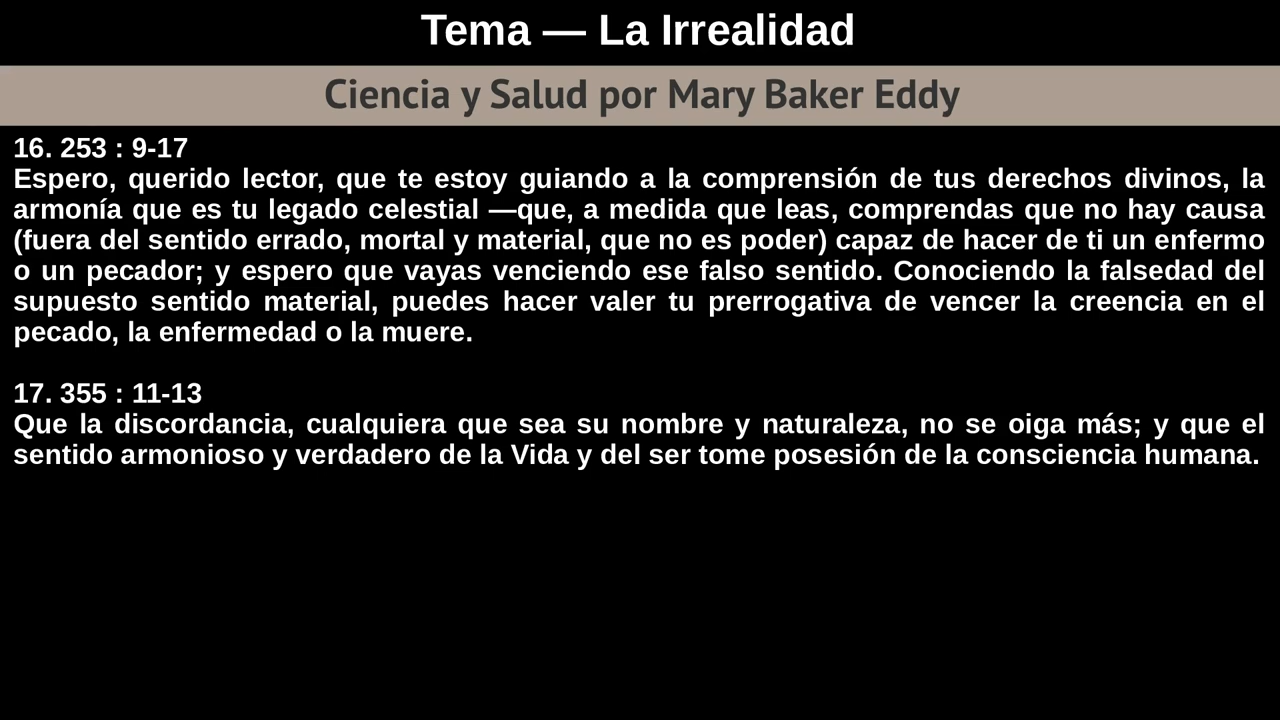 Tema — La Irrealidad
Ciencia y Salud por Mary Baker Eddy
16. 253 : 9-17
Espero, querido lector, que te estoy guiando a la comprensión de tus derechos divinos, la
armonía que es tu legado celestial —que, a medida que leas, comprendas que no hay causa
(fuera del sentido errado, mortal y material, que no es poder) capaz de hacer de ti un enfermo
o un pecador; y espero que vayas venciendo ese falso sentido. Conociendo la falsedad del
supuesto sentido material, puedes hacer valer tu prerrogativa de vencer la creencia en el
pecado, la enfermedad o la muere.
17. 355 : 11-13
Que la discordancia, cualquiera que sea su nombre y naturaleza, no se oiga más; y que el
sentido armonioso y verdadero de la Vida y del ser tome posesión de la consciencia humana.